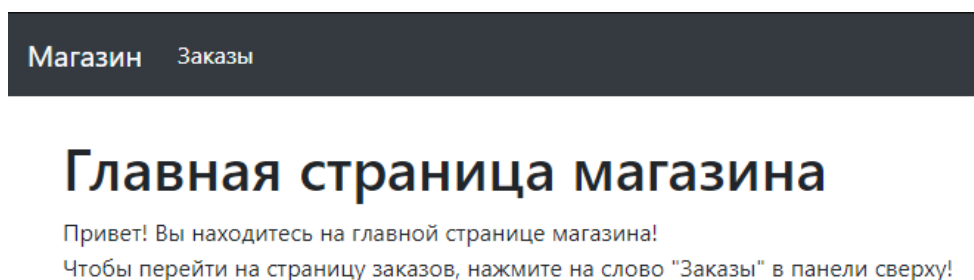 Магазин Заказы
Главная страница магазина
Привет! Вы находитесь на главной странице магазина!
Чтобы перейти на страницу заказов, нажмите на слово "Заказы" в панели сверху!